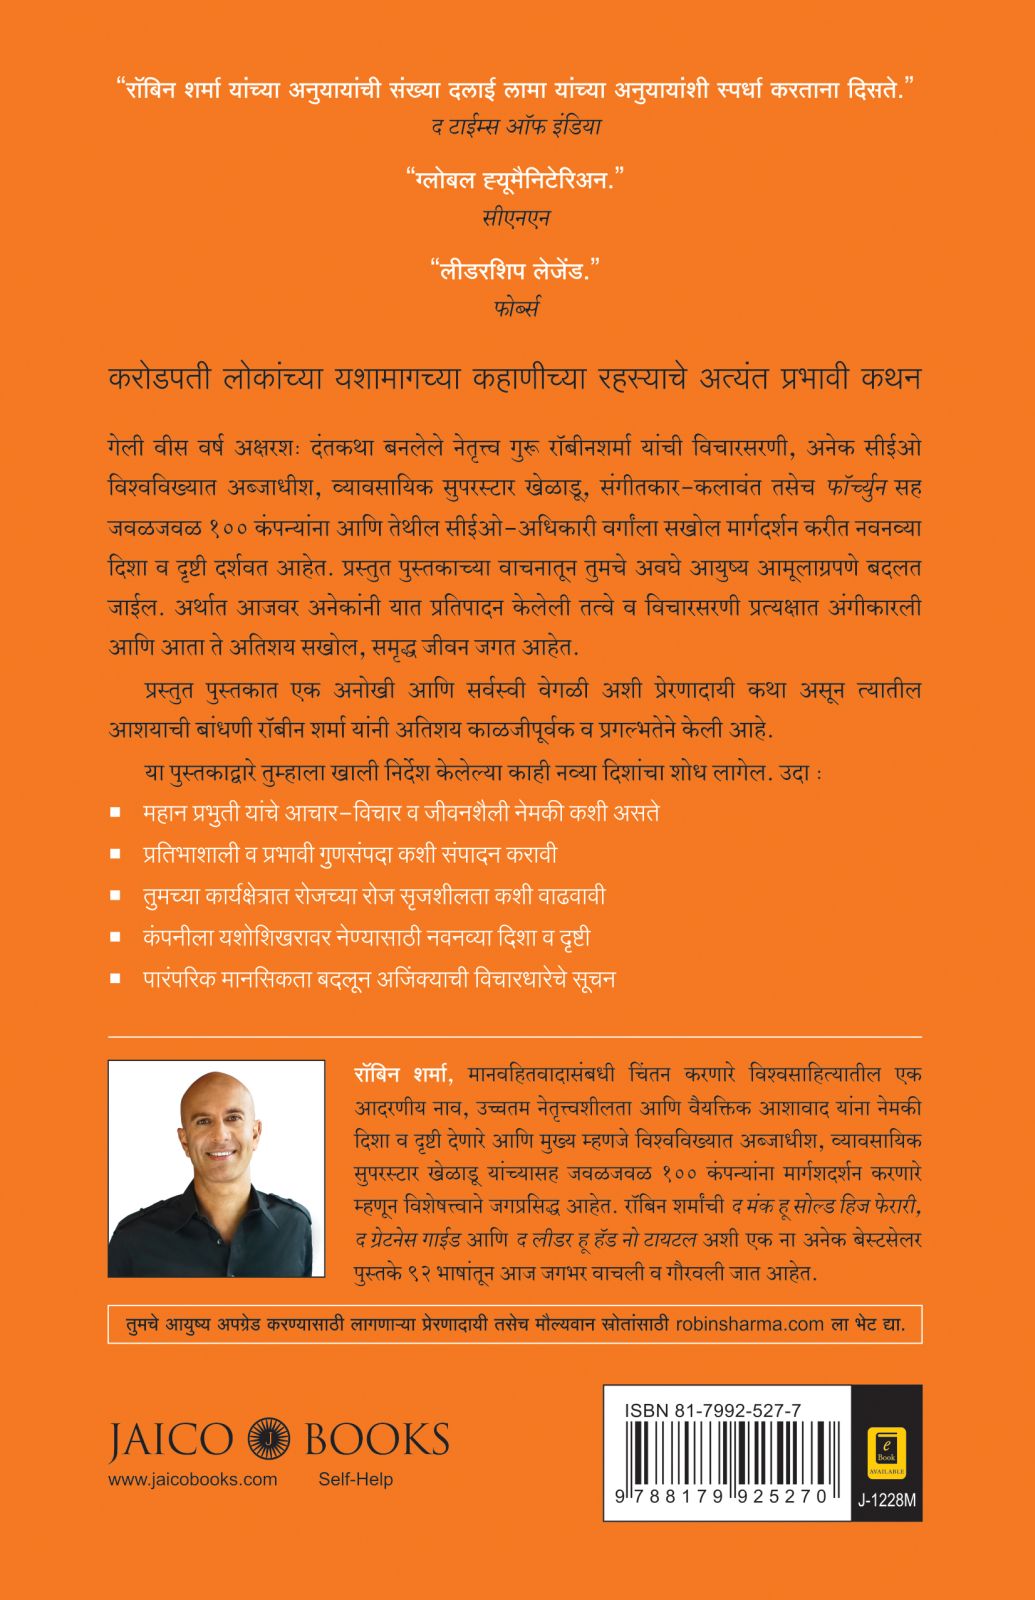 “रॉबिन शर्मा यांच्या अनुयायांची संख्या दलाई लामा यांच्या अनुयायांशी स्पर्धा करताना दिसते.”
द टाईम्स ऑफ इंडिया
“ग्लोबल ह्यूमैनिटेरिअन.”
सीएनएन
“लीडरशिप लेजेंड.”
फोर्ब्स
करोडपती लोकांच्या यशामागच्या कहाणीच्या रहस्याचे अत्यंत प्रभावी कथन
गेली वीस वर्ष अक्षरशः दंतकथा बनलेले नेतृत्त्व गुरू रॉबीनशर्मा यांची विचारसरणी, अनेक सीईओ
विश्वविख्यात अब्जाधीश, व्यावसायिक सुपरस्टार खेळाडू, संगीतकार-कलावंत तसेच फॉर्च्युन सह
जवळजवळ १०० कंपन्यांना आणि तेथील सीईओ-अधिकारी वर्गांला सखोल मार्गदर्शन करीत नवनव्या
दिशा व दृष्टी दर्शवत आहेत. प्रस्तुत पुस्तकाच्या वाचनातून तुमचे अवघे आयुष्य आमूलाग्रपणे बदलत
जाईल. अर्थात आजवर अनेकांनी यात प्रतिपादन केलेली तत्वे व विचारसरणी प्रत्यक्षात अंगीकारली
आणि आता ते अतिशय सखोल, समृद्ध जीवन जगत आहेत.
प्रस्तुत पुस्तकात एक अनोखी आणि सर्वस्वी वेगळी अशी प्रेरणादायी कथा असून त्यातील
आशयाची बांधणी रॉबीन शर्मा यांनी अतिशय काळजीपूर्वक व प्रगल्भतेने केली आहे.
या पुस्तकाद्वारे तुम्हाला खाली निर्देश केलेल्या काही नव्या दिशांचा शोध लागेल. उदा :
▪ महान प्रभुती यांचे आचार-विचार व जीवनशैली नेमकी कशी असते
▪ प्रतिभाशाली व प्रभावी गुणसंपदा कशी संपादन करावी
▪ तुमच्या कार्यक्षेत्रात रोजच्या रोज सृजशीलता कशी वाढवावी
▪ कंपनीला यशोशिखरावर नेण्यासाठी नवनव्या दिशा व दृष्टी
▪ पारंपरिक मानसिकता बदलून अजिंक्याची विचारधारेचे सूचन
रॉबिन शर्मा, मानवहितवादासंबधी चिंतन करणारे विश्वसाहित्यातील एक
आदरणीय नाव, उच्चतम नेतृत्त्वशीलता आणि वैयक्तिक आशावाद यांना नेमकी
दिशा व दृष्टी देणारे आणि मुख्य म्हणजे विश्वविख्यात अब्जाधीश, व्यावसायिक
सुपरस्टार खेळाडू यांच्यासह जवळजवळ १०० कंपन्यांना मार्गशदर्शन करणारे
म्हणून विशेषत्त्वाने जगप्रसिद्ध आहेत. रॉबिन शर्मांची द मंक हू सोल्ड हिज फेरारी,
द ग्रेटनेस गाईड आणि द लीडर हू हॅड नो टायटल अशी एक ना अनेक बेस्टसेलर
पुस्तके ९२ भाषांतून आज जगभर वाचली व गौरवली जात आहेत.
तुमचे आयुष्य अपग्रेड करण्यासाठी लागणाऱ्या प्रेरणादायी तसेच मौल्यवान स्रोतांसाठी robinsharma.com ला भेट द्या.
JAICO J BOOKS
www.jaicobooks.com Self-Help
ISBN 81-7992-527-7
9 788179 925270
e
Book
AVAILABLE
J-1228M